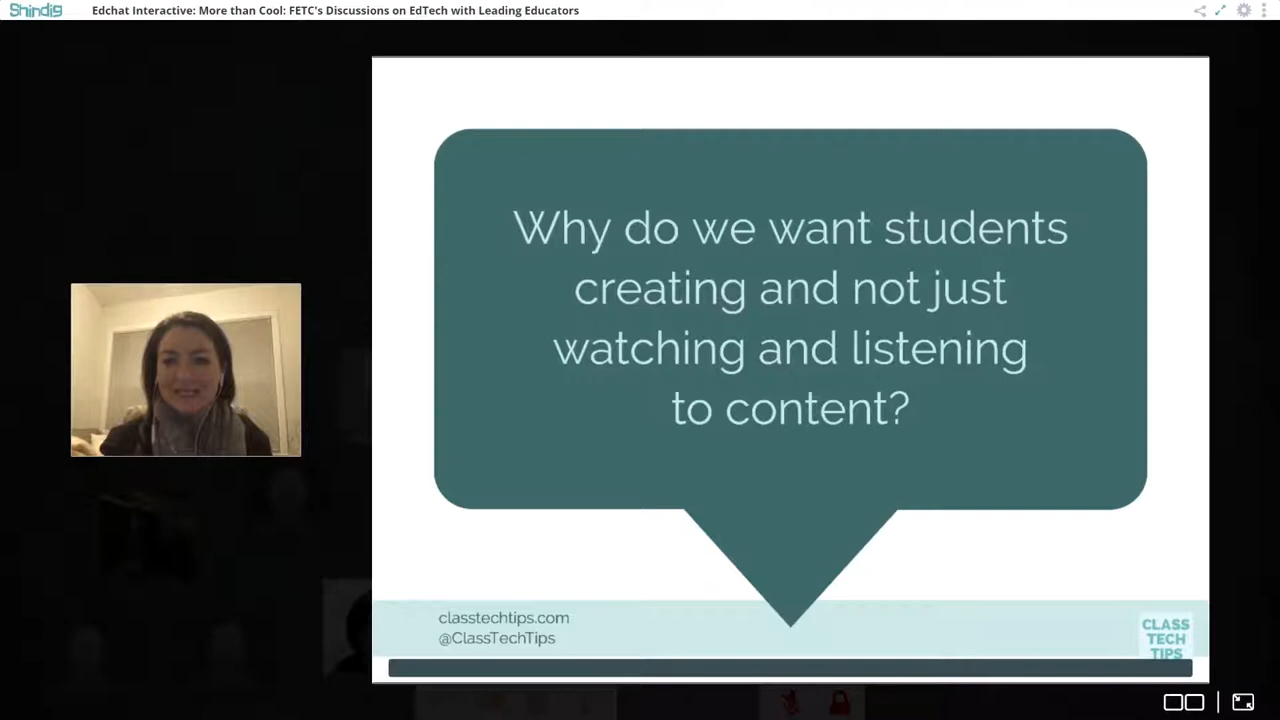 Shindig
Edchat Interactive: More than Cool: FETC's Discussions on EdTech with Leading Educators
Why do we want students
creating and not just
watching and listening
to content?
classtechtips.com
@ClassTechTips
CLASS
TECH
TIPS